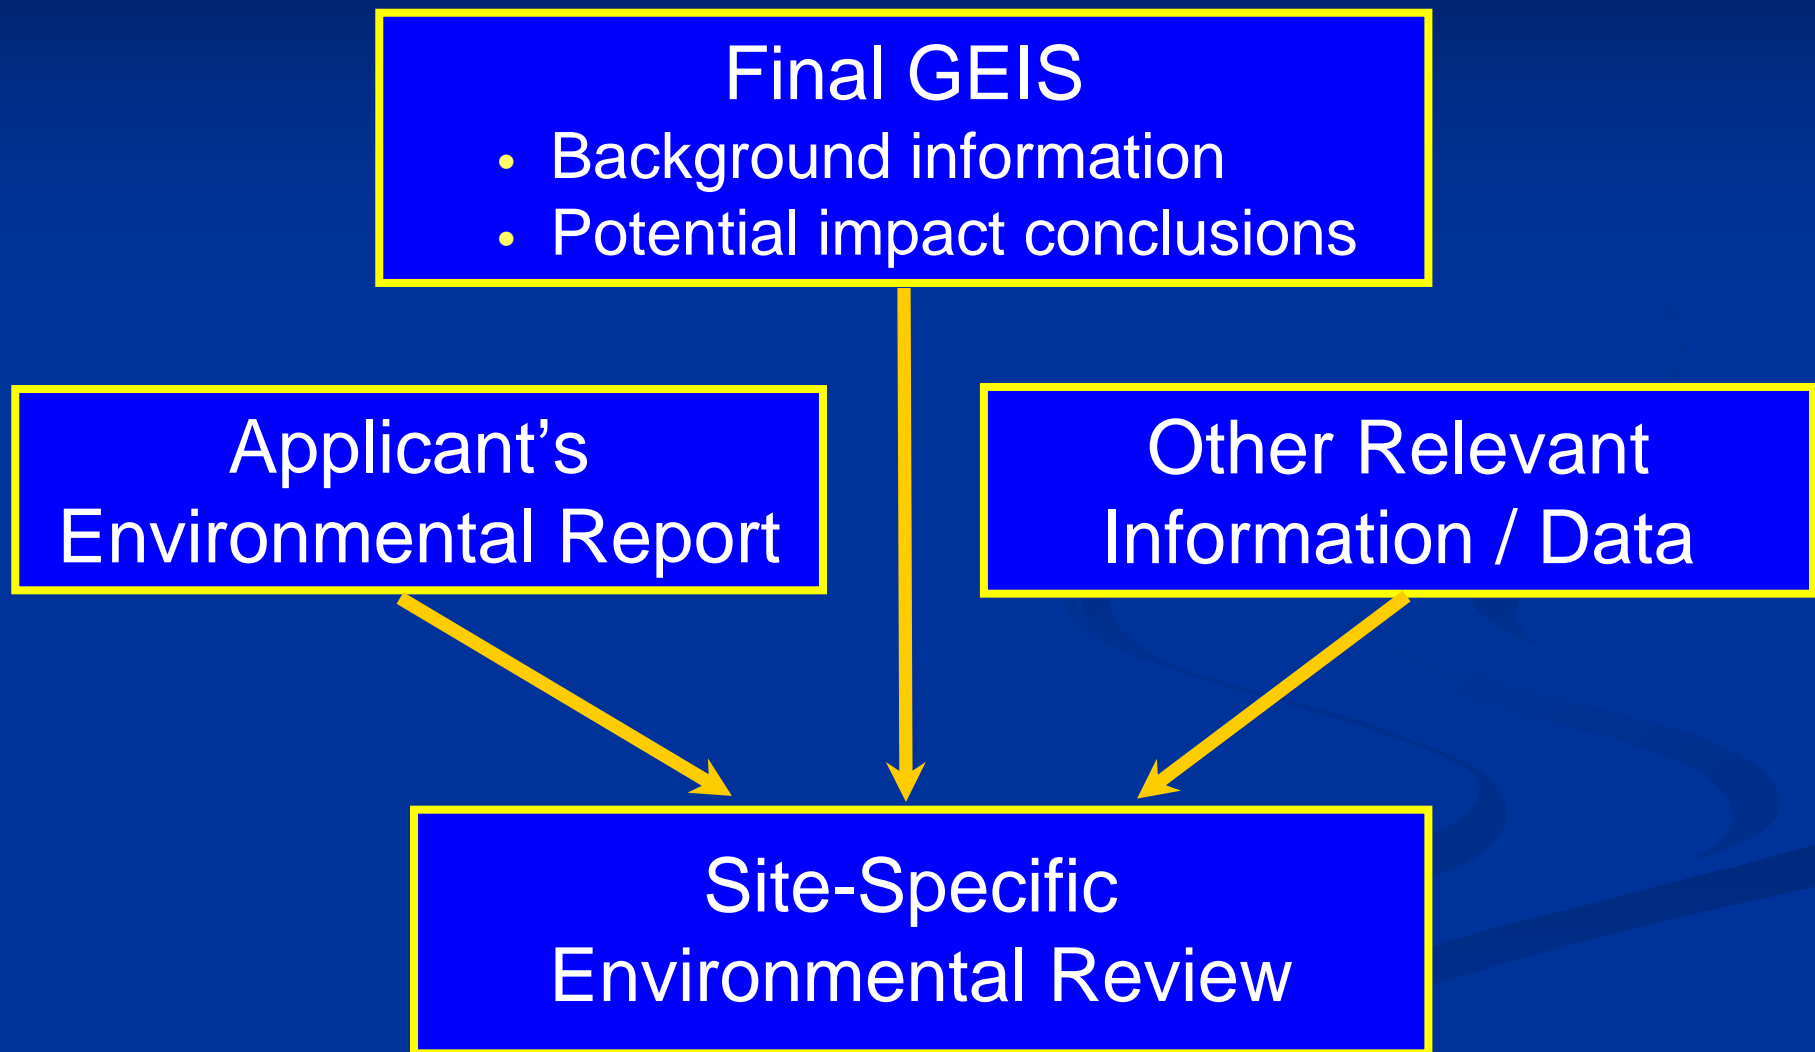 Final GEIS
• Background information
• Potential impact conclusions
Applicant’s
Environmental Report
Other Relevant
Information / Data
Site-Specific
Environmental Review